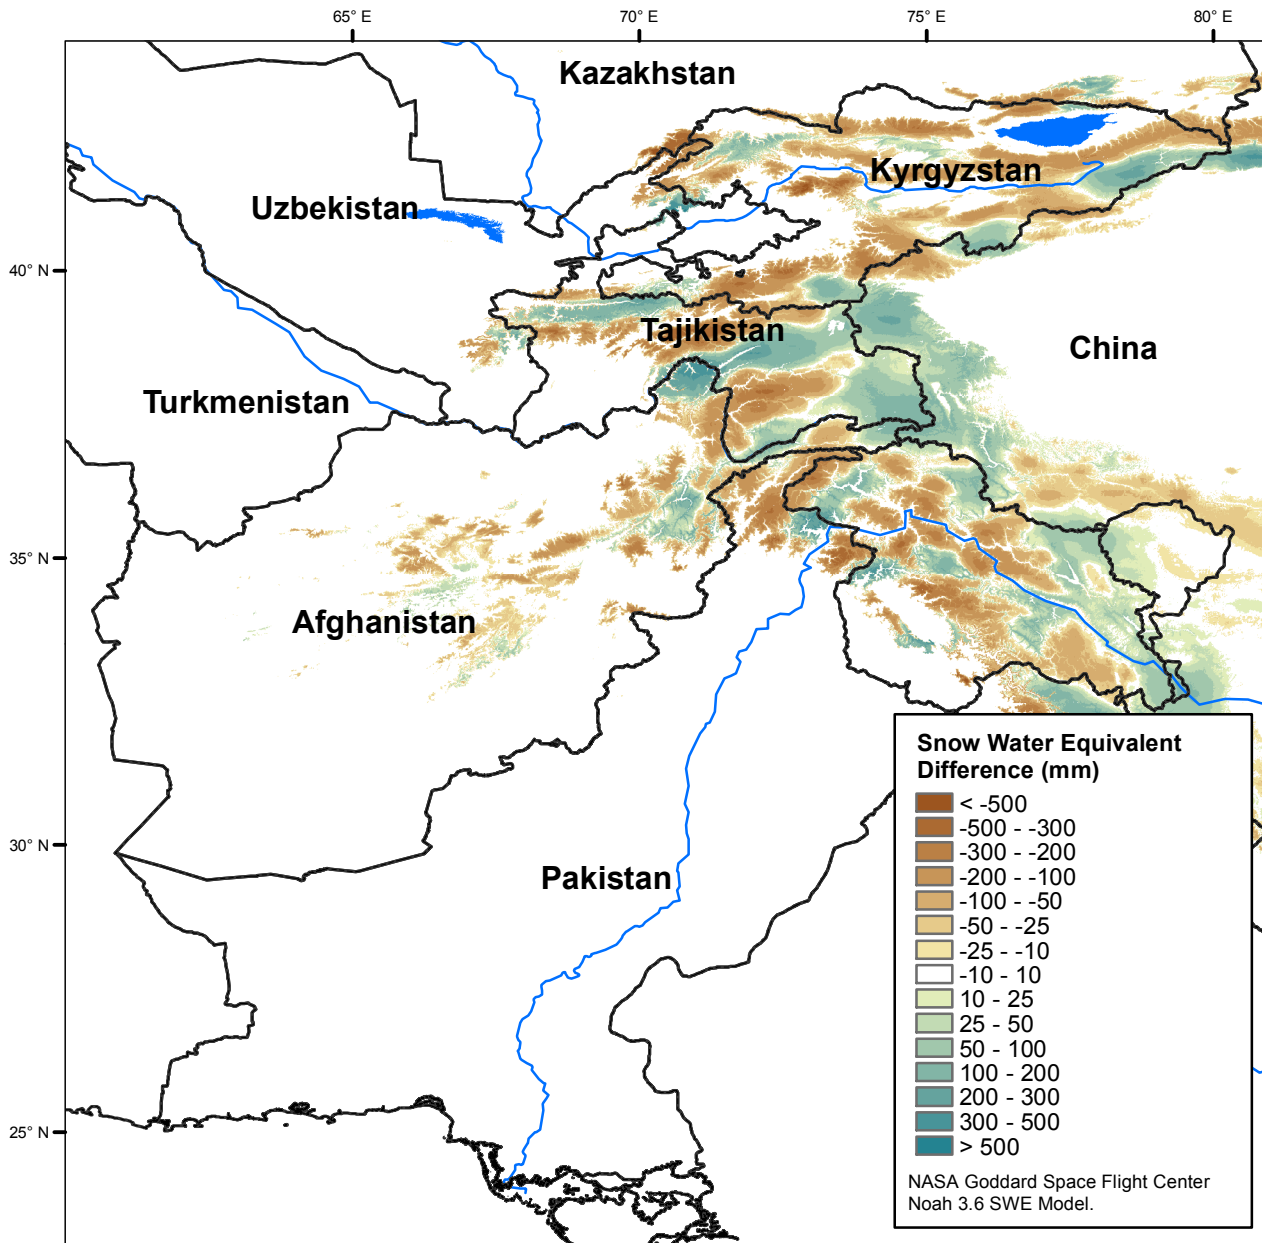 65° E
70° E
75° E
80° E
Kazakhstan
Kyrgyzstan
Uzbekistan
40° N
Tajikistan
China
Turkmenistan
35° N
Afghanistan
30° N
Pakistan
25° N
Snow Water Equivalent
Difference (mm)
< -500
-500 - -300
-300 - -200
-200 - -100
-100 - -50
-50 - -25
-25 - -10
-10 - 10
10 - 25
25 - 50
50 - 100
100 - 200
200 - 300
300 - 500
> 500
NASA Goddard Space Flight Center
Noah 3.6 SWE Model.